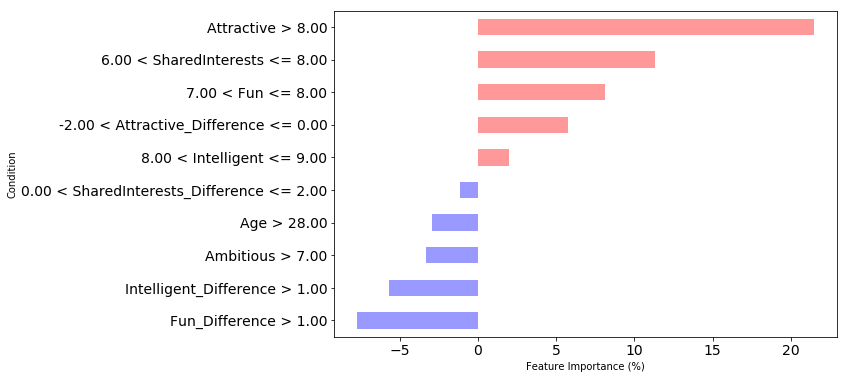 Attractive > 8.00
6.00 < SharedInterests <= 8.00
7.00 < Fun <= 8.00
-2.00 < Attractive_Difference <= 0.00
8.00 < Intelligent <= 9.00
0.00 < SharedInterests_Difference <= 2.00
Age > 28.00
Ambitious > 7.00
Intelligent_Difference > 1.00
Fun_Difference > 1.00
Condition
−5 0 5 10 15 20
Feature Importance (%)